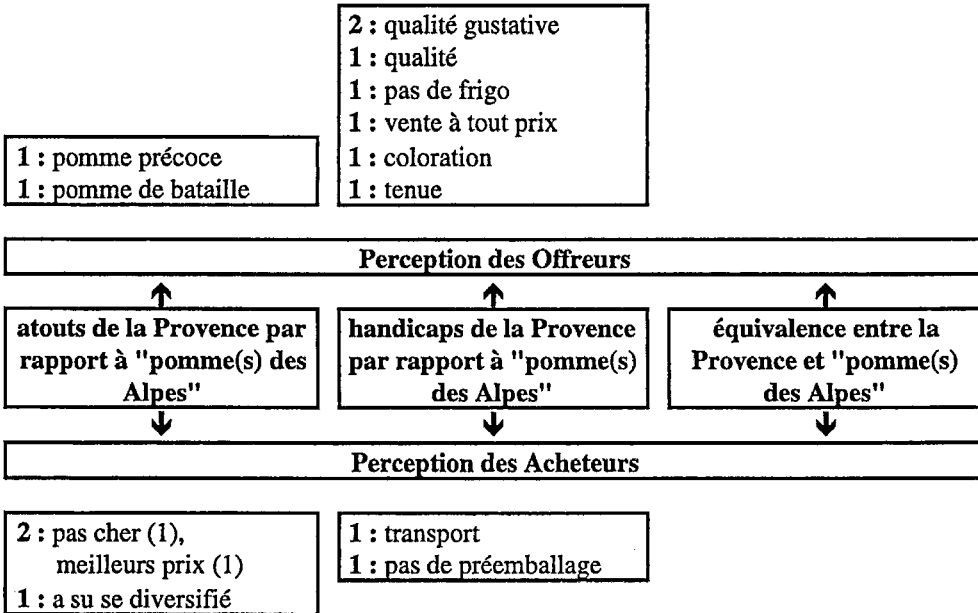 2 : qualité gustative
1 : qualité
1 : pas de frigo
1 : vente à tout prix
1 : coloration
1 : tenue
1 : pomme précoce
1 : pomme de bataille
Perception des Offreurs
atouts de la Provence par
rapport à "pomme(s) des
Alpes"
handicaps de la Provence
par rapport à "pomme(s)
des Alpes"
équivalence entre la
Provence et "pomme(s)
des Alpes"
Perception des Acheteurs
2 : pas cher (1),
meilleurs prix (1)
1 : a su se diversifié
1 : transport
1 : pas de préemballage